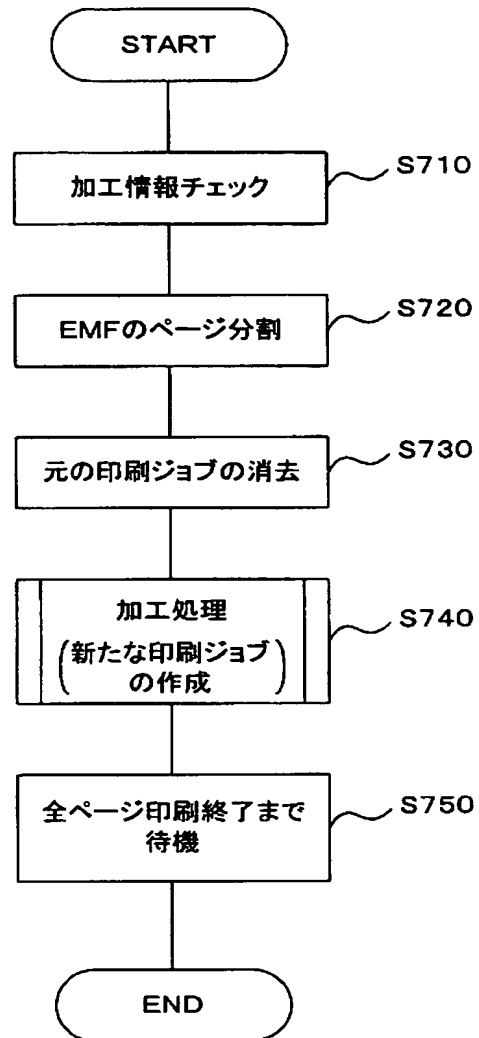 START
加工情報チェック
S710
EMFのページ分割
S720
元の印刷ジョブの消去
S730
加工処理
(新たな印刷ジョブ
の作成)
S740
全ページ印刷終了まで
待機
S750
END